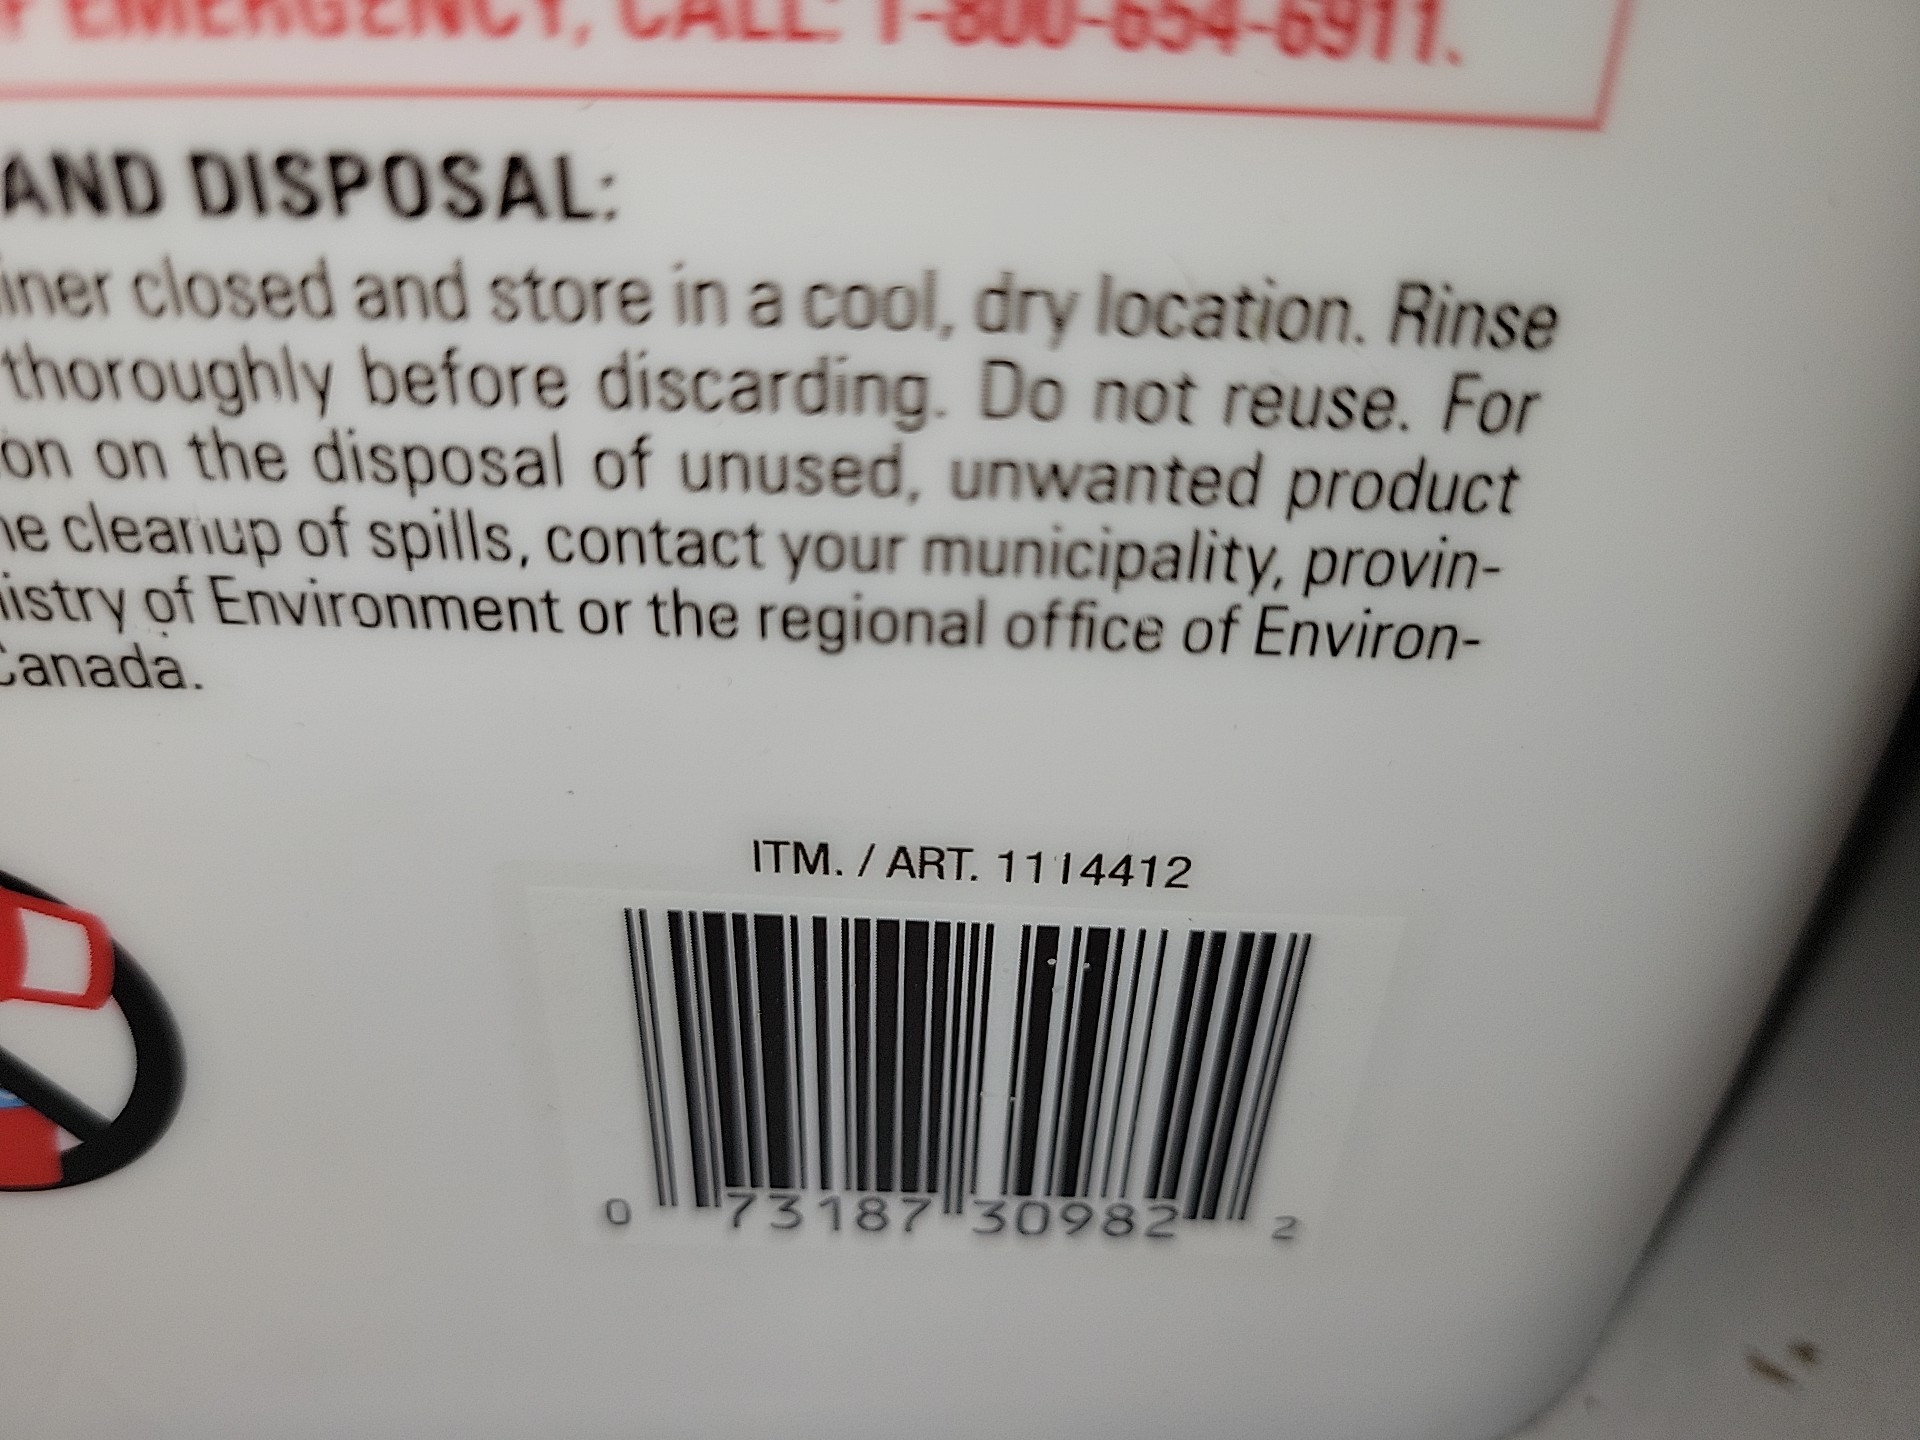 EMERGENCY, CALL: 1-800-654-6911.
AND DISPOSAL:
iner closed and store in a cool, dry location. Rinse
thoroughly before discarding. Do not reuse. For
on on the disposal of unused, unwanted product
he cleanup of spills, contact your municipality, provin-
istry of Environment or the regional office of Environ-
Canada.
ITM. / ART. 1114412
0 73187 30982 2